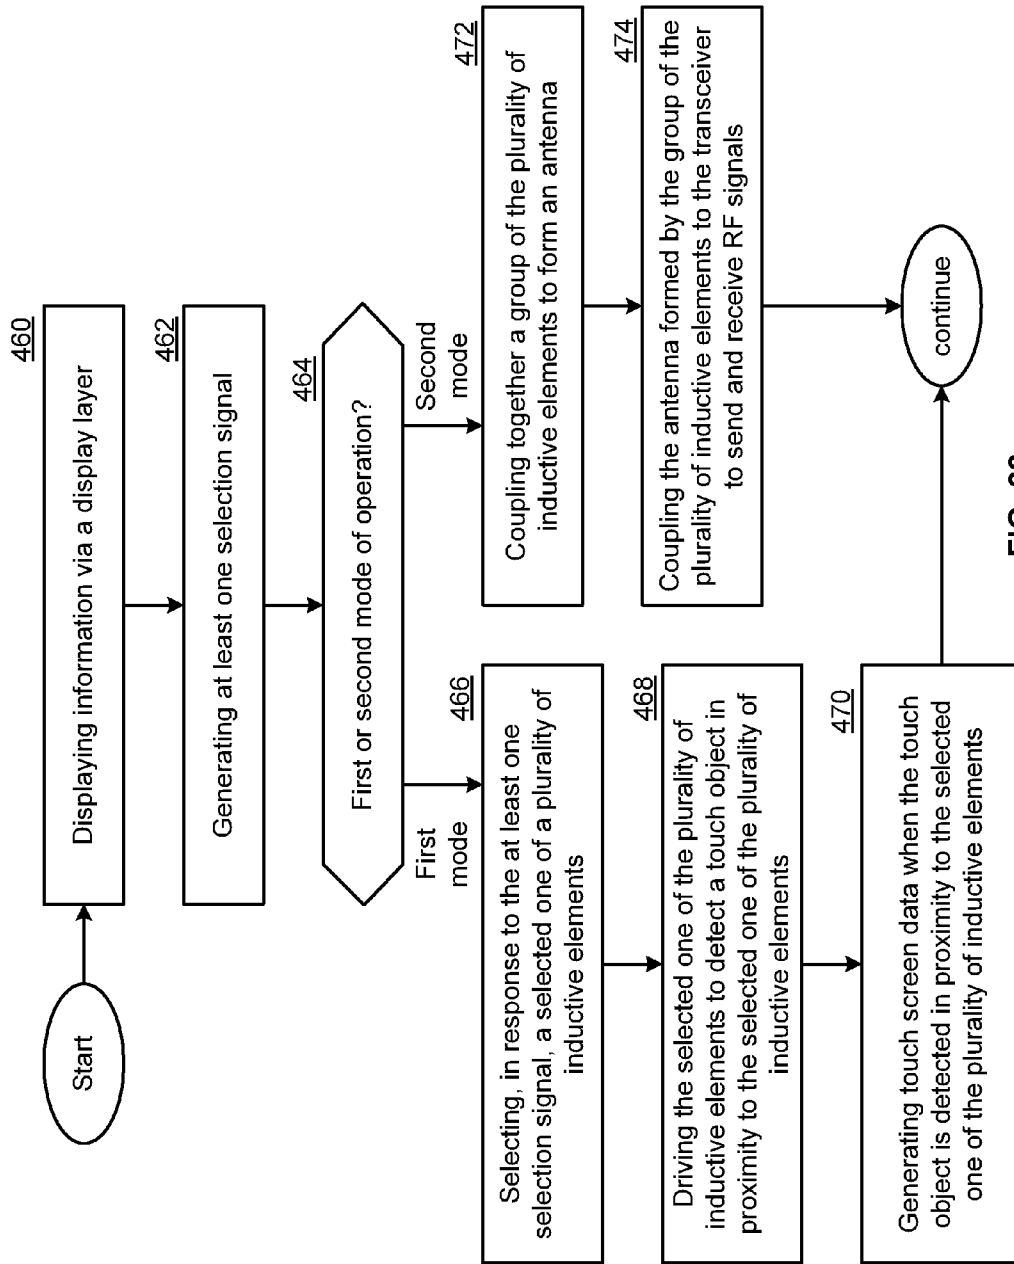 Start
460
Displaying information via a display layer
462
Generating at least one selection signal
464
First or second mode of operation?
First
mode
Second
mode
466
Selecting, in response to the at least one
selection signal, a selected one of a plurality of
inductive elements
468
Driving the selected one of the plurality of
inductive elements to detect a touch object in
proximity to the selected one of the plurality of
inductive elements
470
Generating touch screen data when the touch
object is detected in proximity to the selected
one of the plurality of inductive elements
472
Coupling together a group of the plurality of
inductive elements to form an antenna
474
Coupling the antenna formed by the group of the
plurality of inductive elements to the transceiver
to send and receive RF signals
continue
FIG.